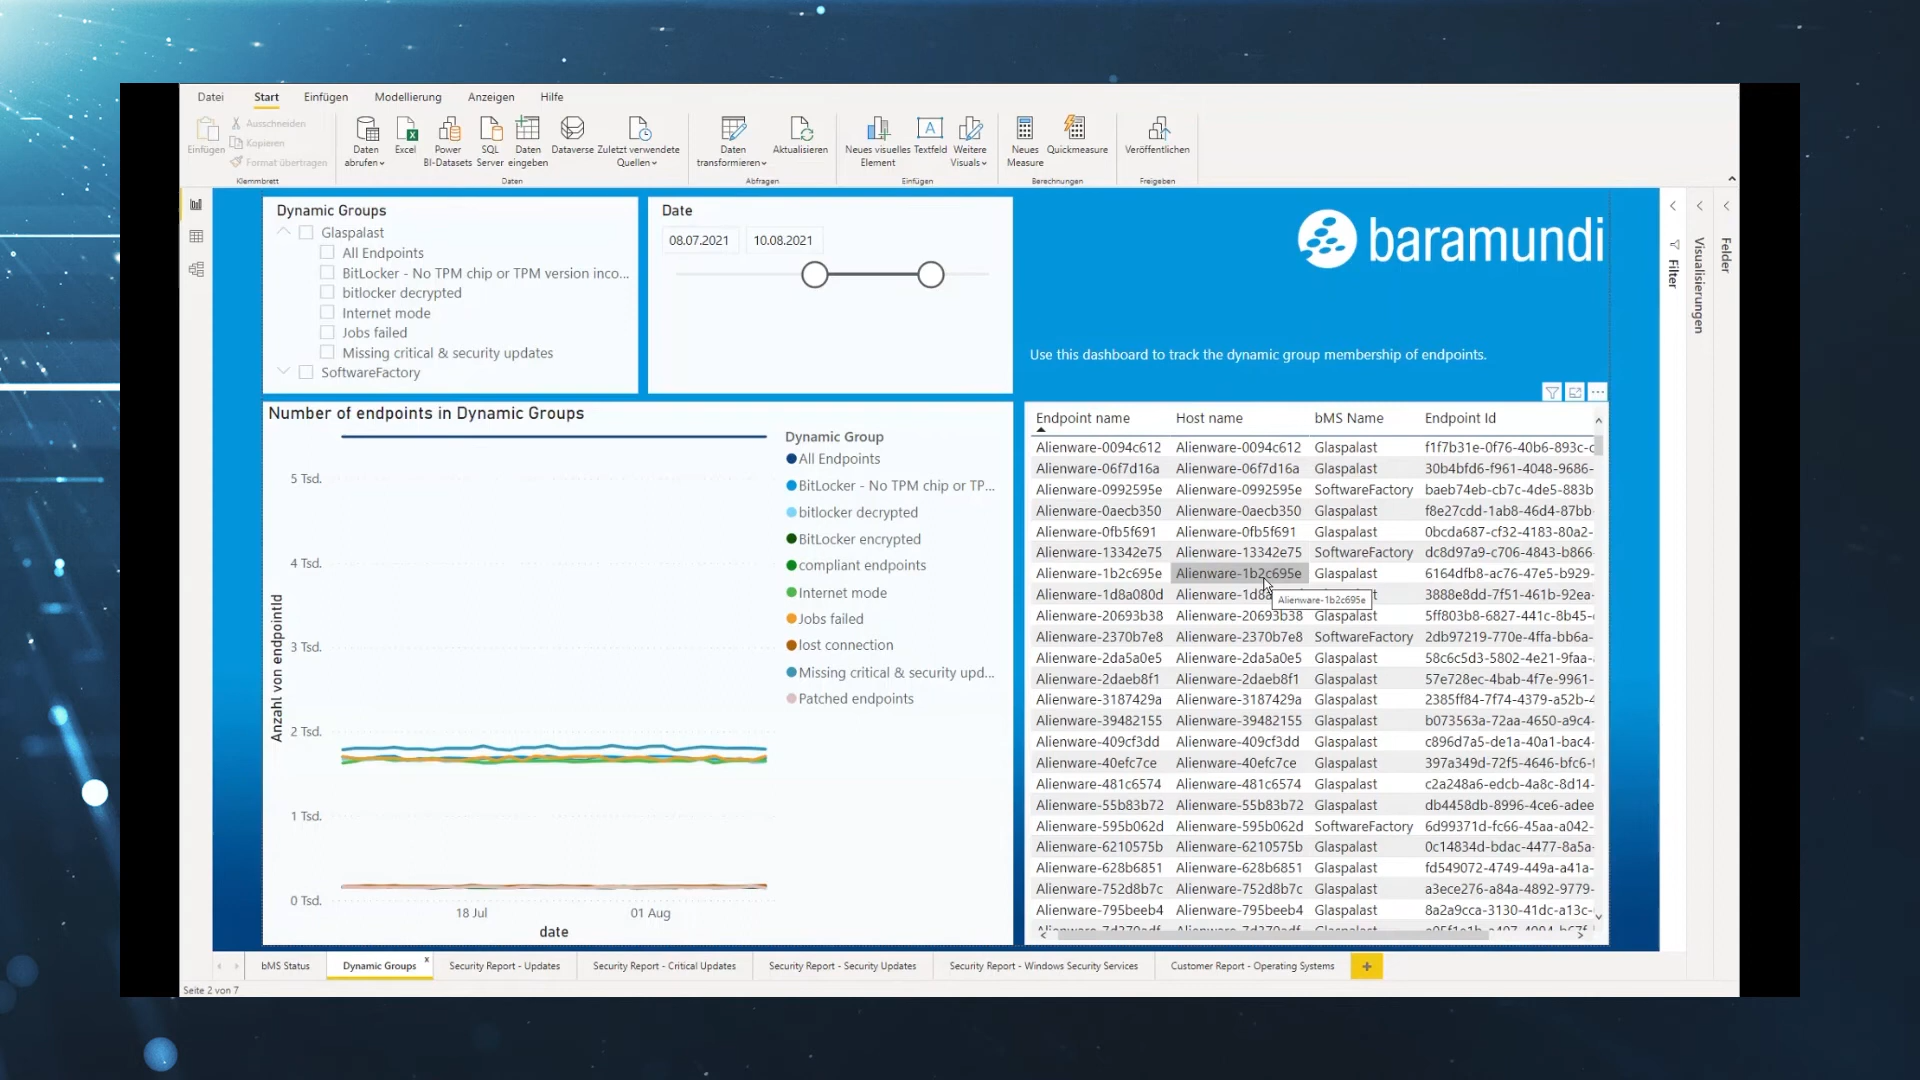 Datei Start Einfügen Modellierung Anzeigen Hilfe
Einfügen
Ausschneiden
Kopieren
Format übertragen
Klemmbrett
Daten abrufen
Excel
Power BI-Datasets
SQL Server
Daten eingeben
Dataverse
Zuletzt verwendete Quellen
Daten
Daten transformieren
Aktualisieren
Abfragen
Neues visuelles Element
Textfeld
Weitere Visuals
Einfügen
Neues Measure
Quickmeasure
Berechnungen
Veröffentlichen
Freigeben
Dynamic Groups
Glaspalast
All Endpoints
BitLocker - No TPM chip or TPM version inco...
bitlocker decrypted
Internet mode
Jobs failed
Missing critical & security updates
SoftwareFactory
Date
08.07.2021 10.08.2021
baramundi
Use this dashboard to track the dynamic group membership of endpoints.
Filter
Visualisierungen
Felder
Number of endpoints in Dynamic Groups
Anzahl von endpointId
5 Tsd.
4 Tsd.
3 Tsd.
2 Tsd.
1 Tsd.
0 Tsd.
18 Jul 01 Aug
date
Dynamic Group
All Endpoints
BitLocker - No TPM chip or TP...
bitlocker decrypted
BitLocker encrypted
compliant endpoints
Internet mode
Jobs failed
lost connection
Missing critical & security upd...
Patched endpoints
Endpoint name Host name bMS Name Endpoint Id
Alienware-0094c612 Alienware-0094c612 Glaspalast f1f7b31e-0f76-40b6-893c-c
Alienware-06f7d16a Alienware-06f7d16a Glaspalast 30b4bfd6-f961-4048-9686-
Alienware-0992595e Alienware-0992595e SoftwareFactory baeb74eb-cb7c-4de5-883b
Alienware-0aecb350 Alienware-0aecb350 Glaspalast f8e27cdd-1ab8-46d4-87bb
Alienware-0fb5f691 Alienware-0fb5f691 Glaspalast 0bcda687-cf32-4183-80a2-
Alienware-13342e75 Alienware-13342e75 SoftwareFactory dc8d97a9-c706-4843-b866-
Alienware-1b2c695e Alienware-1b2c695e Glaspalast 6164dfb8-ac76-47e5-b929-
Alienware-1d8a080d Alienware-1d8a 3888e8dd-7f51-461b-92ea-
Alienware-1b2c695e
Alienware-20693b38 Alienware-20693b38 Glaspalast 5ff803b8-6827-441c-8b45-
Alienware-2370b7e8 Alienware-2370b7e8 SoftwareFactory 2db97219-770e-4ffa-bb6a-
Alienware-2da5a0e5 Alienware-2da5a0e5 Glaspalast 58c6c5d3-5802-4e21-9faa-
Alienware-2daeb8f1 Alienware-2daeb8f1 Glaspalast 57e728ec-4bab-4f7e-9961-
Alienware-3187429a Alienware-3187429a Glaspalast 2385ff84-7f74-4379-a52b-4
Alienware-39482155 Alienware-39482155 Glaspalast b073563a-72aa-4650-a9c4-
Alienware-409cf3dd Alienware-409cf3dd Glaspalast c896d7a5-de1a-40a1-bac4-
Alienware-40efc7ce Alienware-40efc7ce Glaspalast 397a349d-72f5-4646-bfc6-f
Alienware-481c6574 Alienware-481c6574 Glaspalast c2a248a6-edcb-4a8c-8d14-
Alienware-55b83b72 Alienware-55b83b72 Glaspalast db4458db-8996-4ce6-adee
Alienware-595b062d Alienware-595b062d SoftwareFactory 6d99371d-fc66-45aa-a042-
Alienware-6210575b Alienware-6210575b Glaspalast 0c14834d-bdac-4477-8a5a-
Alienware-628b6851 Alienware-628b6851 Glaspalast fd549072-4749-449a-a41a-
Alienware-752d8b7c Alienware-752d8b7c Glaspalast a3ece276-a84a-4892-9779-
Alienware-795beeb4 Alienware-795beeb4 Glaspalast 8a2a9cca-3130-41dc-a13c-
bMS Status
Dynamic Groups
Security Report - Updates
Security Report - Critical Updates
Security Report - Security Updates
Security Report - Windows Security Services
Customer Report - Operating Systems
Seite 2 von 7